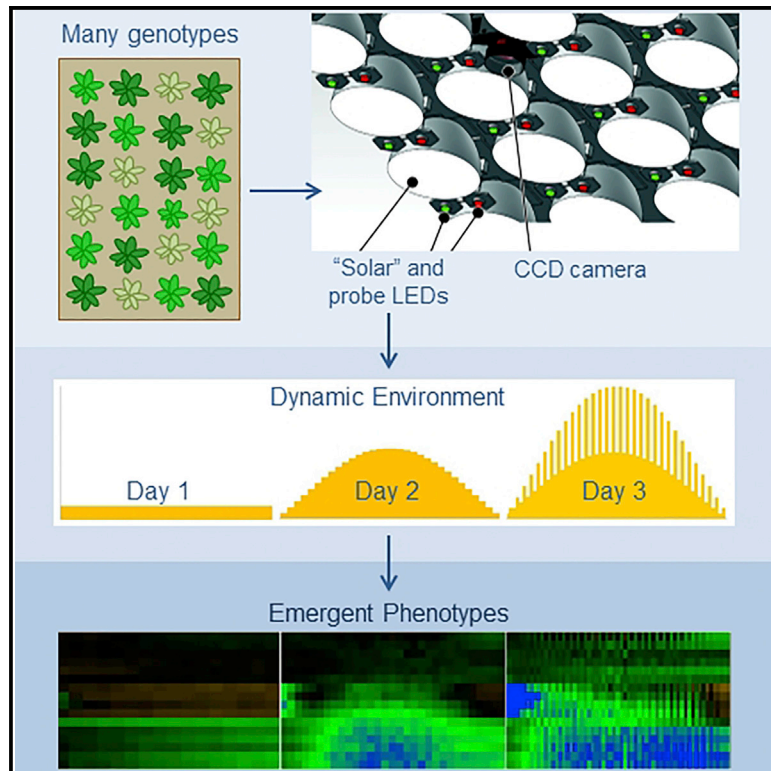 Many genotypes
"Solar" and
probe LEDs
CCD camera
Dynamic Environment
Day 1
Day 2
Day 3
Emergent Phenotypes